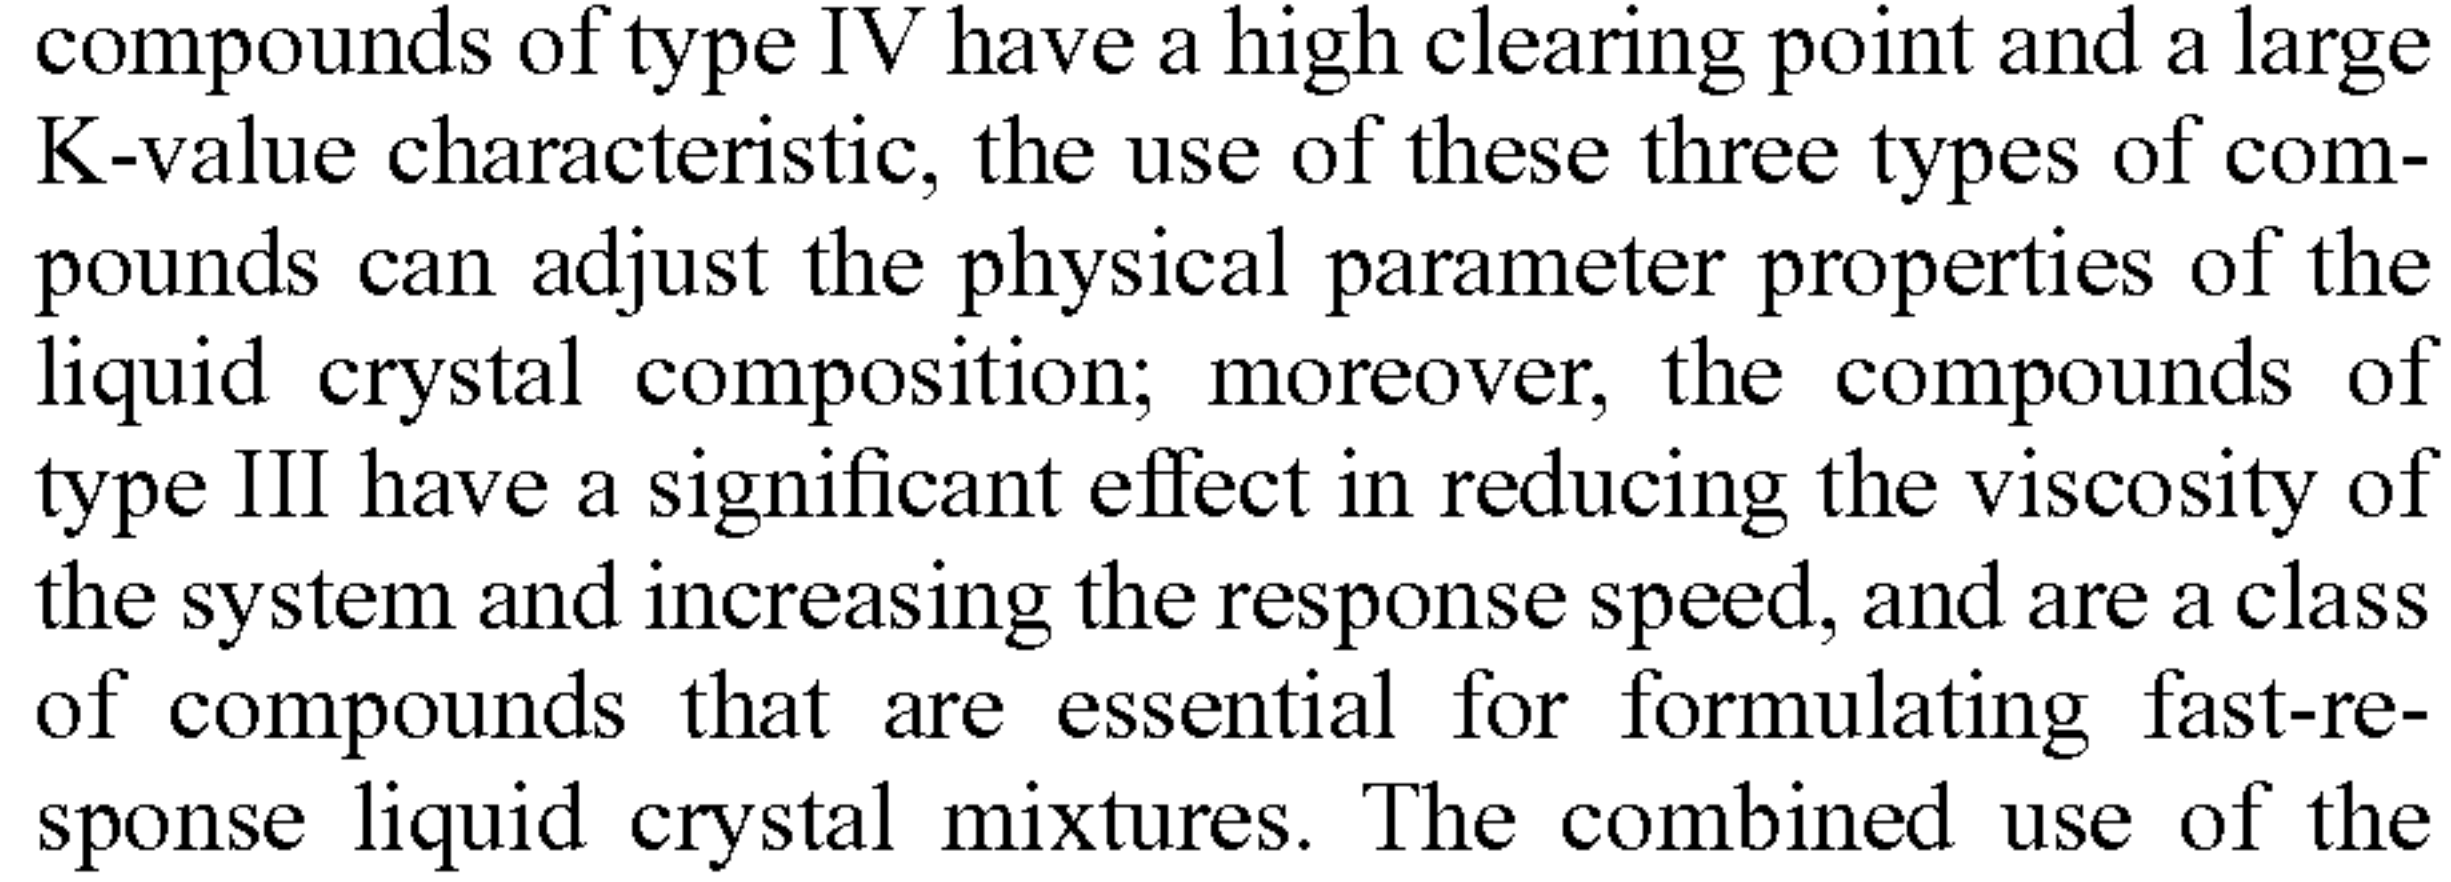 compounds of type IV have a high clearing point and a large
K-value characteristic, the use of these three types of com-
pounds can adjust the physical parameter properties of the
liquid crystal composition; moreover, the compounds of
type III have a significant effect in reducing the viscosity of
the system and increasing the response speed, and are a class
of compounds that are essential for formulating fast-re-
sponse liquid crystal mixtures. The combined use of the